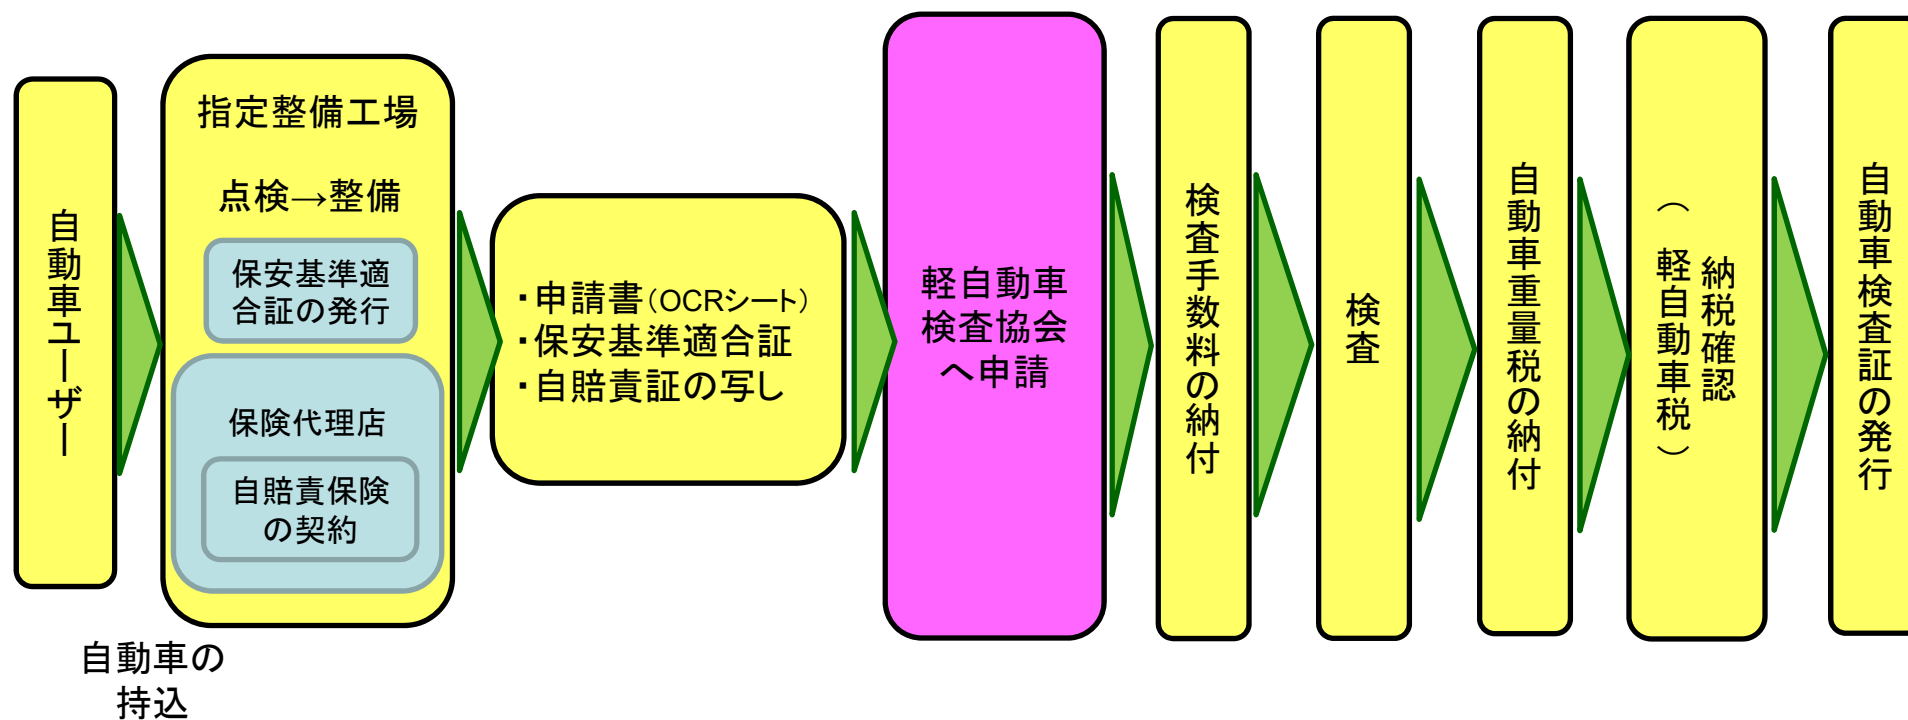 自動車ユーザー
自動車の
持込
指定整備工場
点検→整備
保安基準適
合証の発行
保険代理店
自賠責保険
の契約
・申請書（OCRシート）
・保安基準適合証
・自賠責証の写し
軽自動車
検査協会
へ申請
検査手数料の納付
検査
自動車重量税の納付
納税確認
（軽自動車税）
自動車検査証の発行